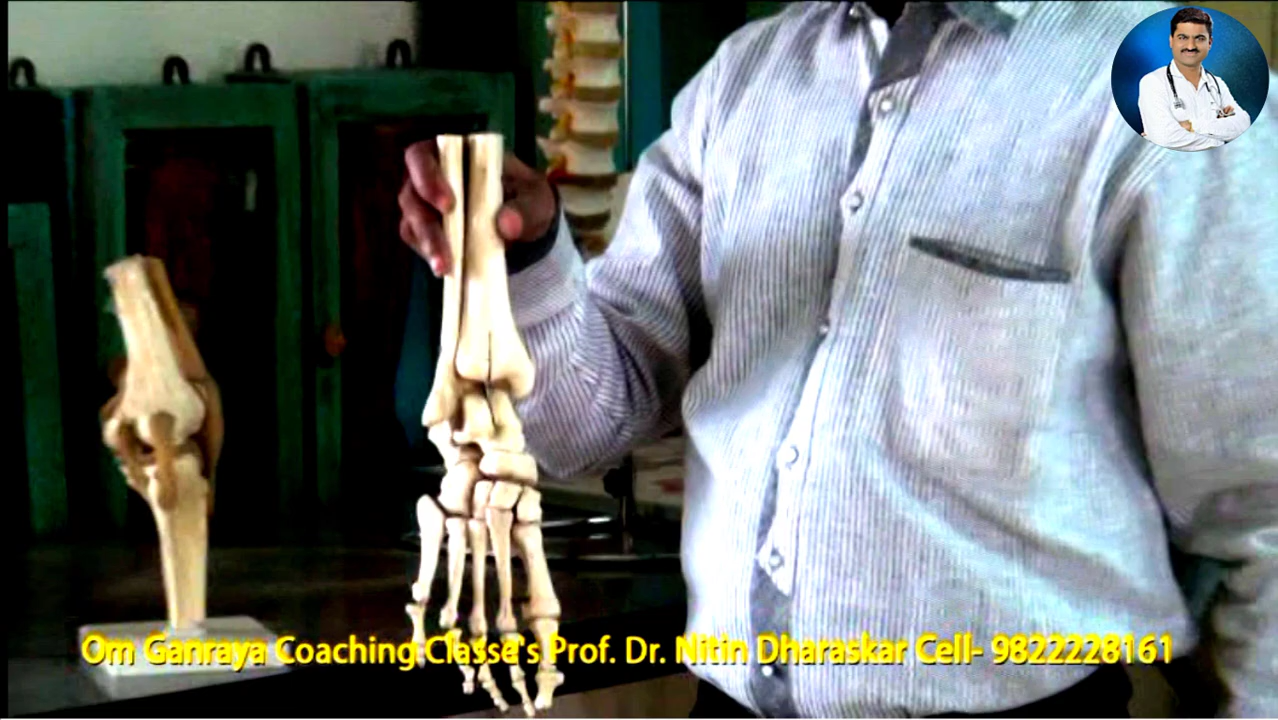 Om Ganraya Coaching Classe's Prof. Dr. Nitin Dharaskar Cell- 9822228161